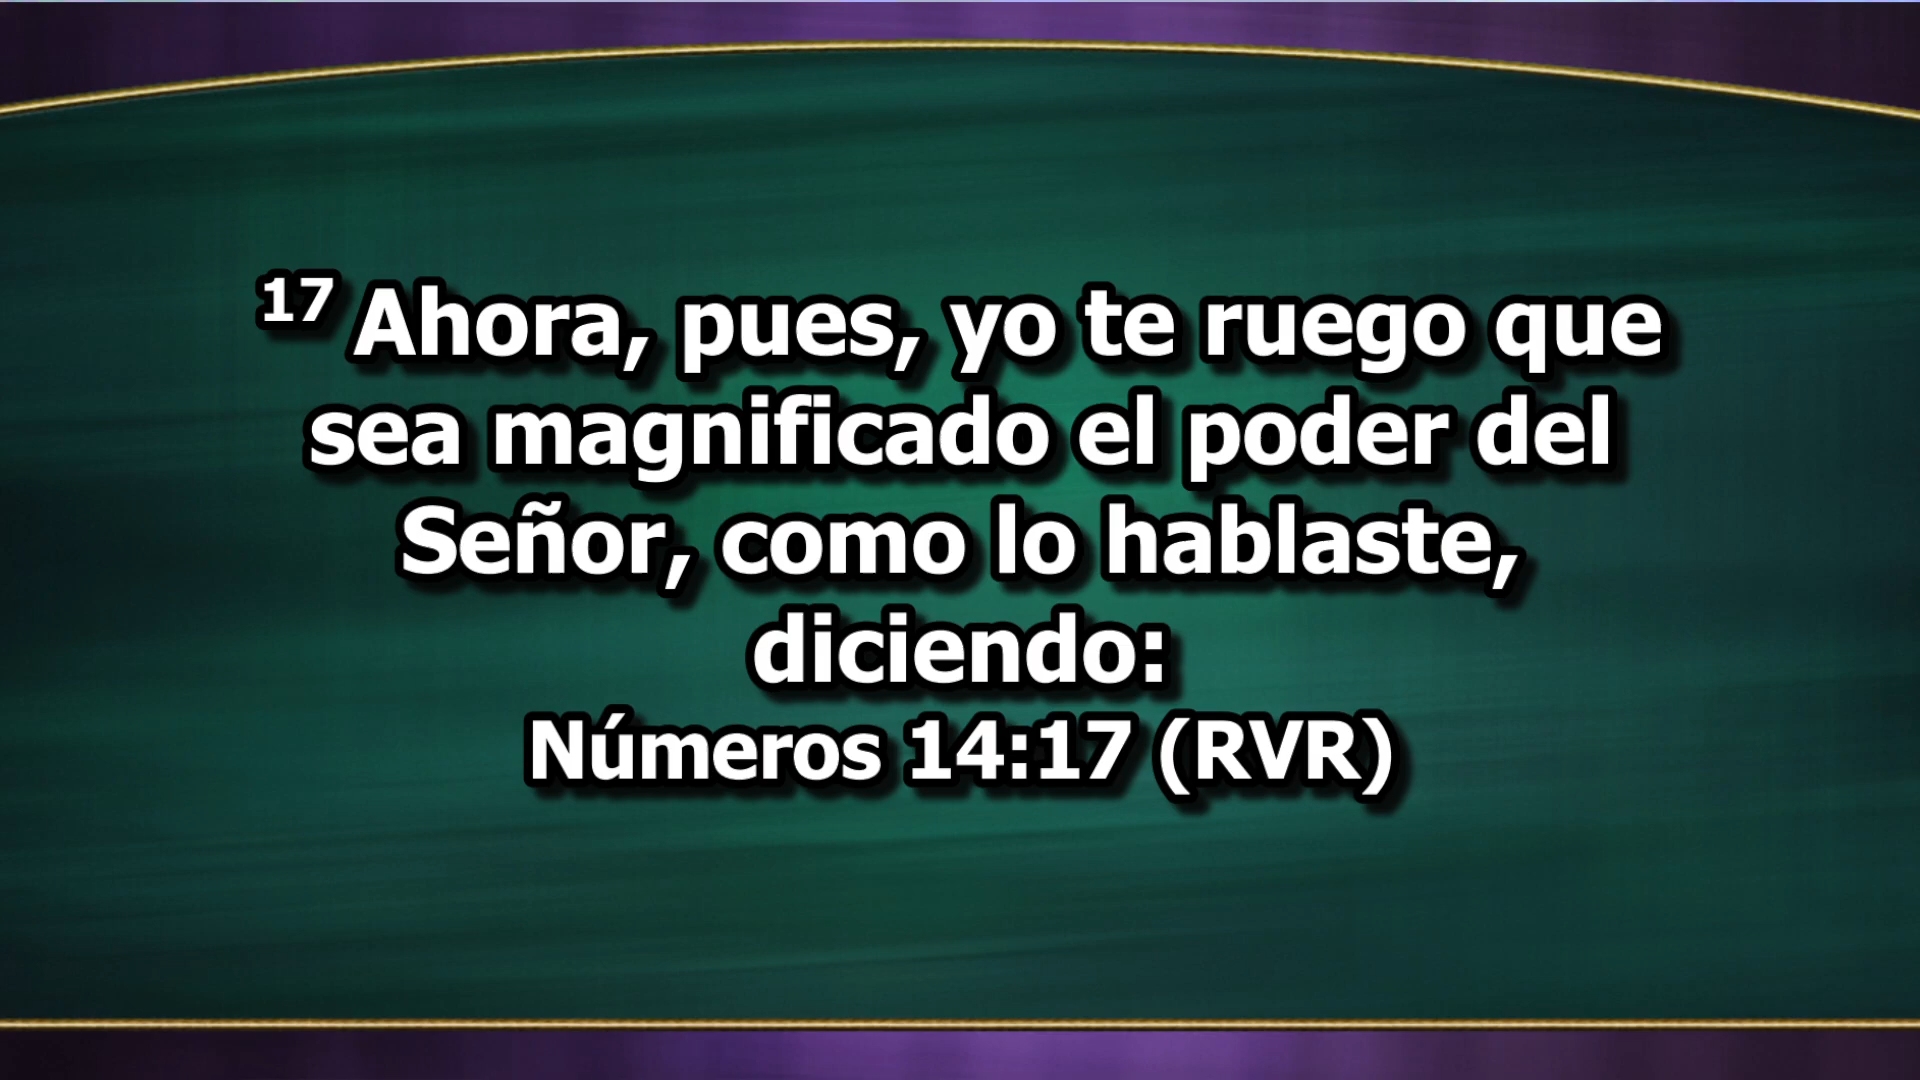 17 Ahora, pues, yo te ruego que
sea magnificado el poder del
Señor, como lo hablaste,
diciendo:
Números 14:17 (RVR)